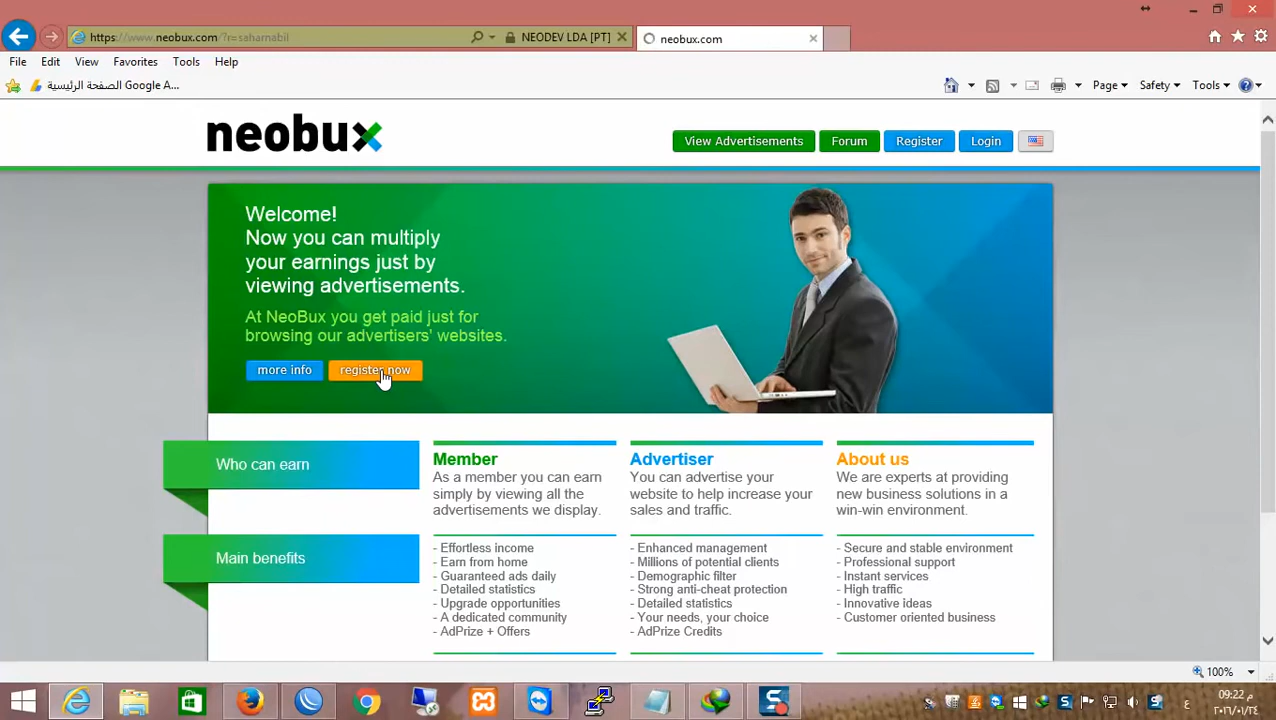 https://www.neobux.com/?r=saharnabil
NEODEV LDA [PT]
neobux.com
File Edit View Favorites Tools Help
الصفحة الرئيسية Google A...
Page Safety Tools
neobux
View Advertisements Forum Register Login
Welcome!
Now you can multiply
your earnings just by
viewing advertisements.
At NeoBux you get paid just for
browsing our advertisers' websites.
more info register now
Who can earn
Member
As a member you can earn
simply by viewing all the
advertisements we display.
Advertiser
You can advertise your
website to help increase your
sales and traffic.
About us
We are experts at providing
new business solutions in a
win-win environment.
Main benefits
- Effortless income
- Earn from home
- Guaranteed ads daily
- Detailed statistics
- Upgrade opportunities
- A dedicated community
- AdPrize + Offers
- Enhanced management
- Millions of potential clients
- Demographic filter
- Strong anti-cheat protection
- Detailed statistics
- Your needs, your choice
- AdPrize Credits
- Secure and stable environment
- Professional support
- Instant services
- High traffic
- Innovative ideas
- Customer oriented business
100%
ع
09:22 م
٢٠١٦/٠١/٢٤